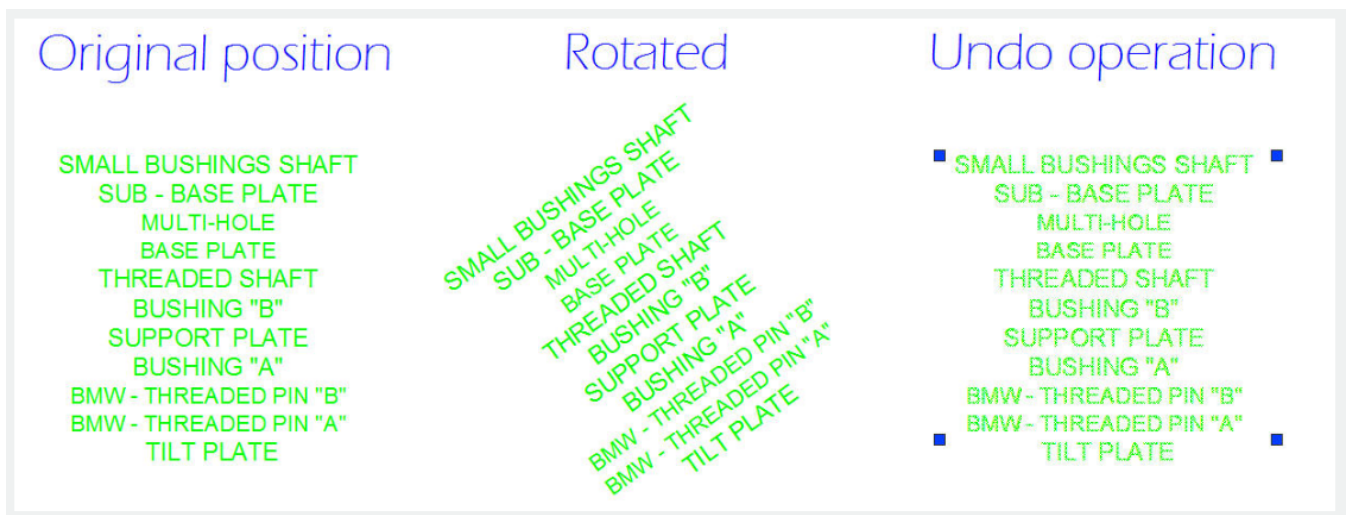 Original position
SMALL BUSHINGS SHAFT
SUB - BASE PLATE
MULTI-HOLE
BASE PLATE
THREADED SHAFT
BUSHING "B"
SUPPORT PLATE
BUSHING "A"
BMW - THREADED PIN "B"
BMW - THREADED PIN "A"
TILT PLATE
Rotated
SMALL BUSHINGS SHAFT
SUB - BASE PLATE
MULTI-HOLE
BASE PLATE
THREADED SHAFT
BUSHING "B"
SUPPORT PLATE
BUSHING "A"
BMW - THREADED PIN "B"
BMW - THREADED PIN "A"
TILT PLATE
Undo operation
SMALL BUSHINGS SHAFT
SUB - BASE PLATE
MULTI-HOLE
BASE PLATE
THREADED SHAFT
BUSHING "B"
SUPPORT PLATE
BUSHING "A"
BMW - THREADED PIN "B"
BMW - THREADED PIN "A"
TILT PLATE